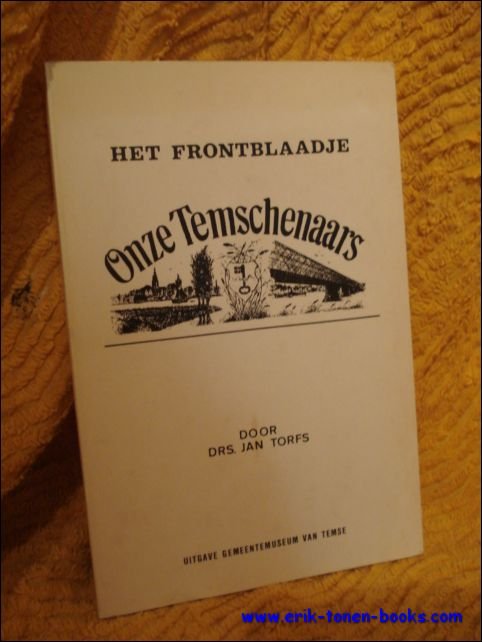 HET FRONTBLAADJE
Onze Temschenaars
DOOR
DRS. JAN TORFS
UITGAVE GEMEENTEMUSEUM VAN TEMSE
www.erik-tonen-books.com